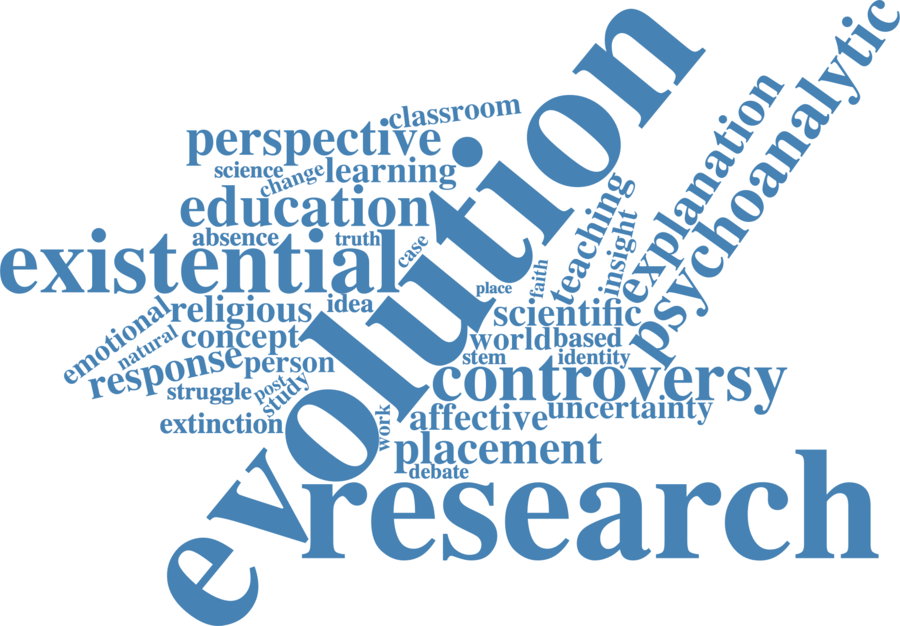 evolution
psychoanalytic
classroom
perspective
science
change
learning
explanation
education
absence
truth
case
teaching
insight
existential
faith
place
religious
idea
scientific
emotional
natural
concept
world
based
response
person
stem
identity
controversy
struggle
post
study
uncertainty
extinction
work
affective
placement
debate
research